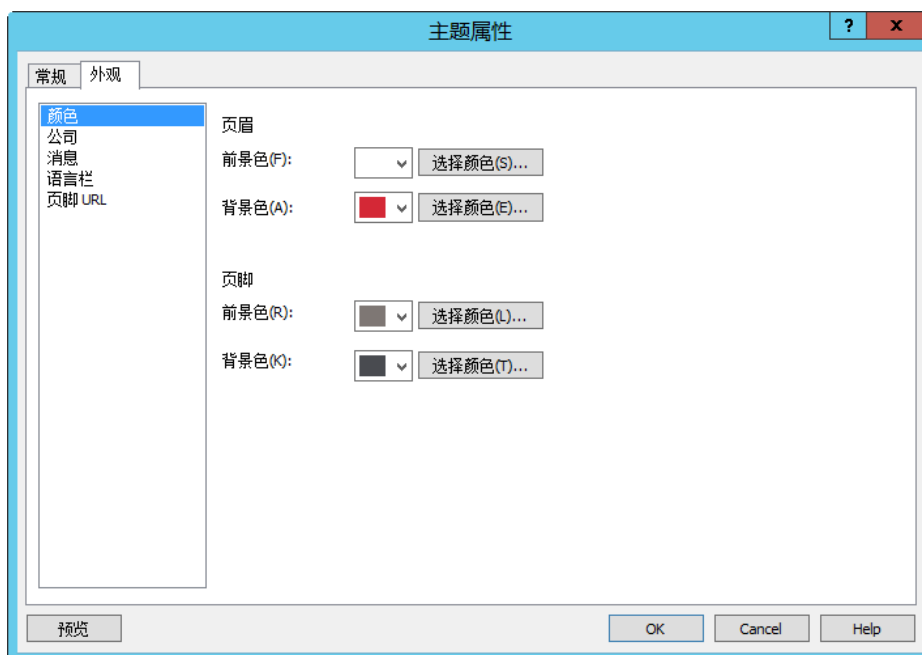 主题属性
?
x
常规
外观
颜色
公司
消息
语言栏
页脚 URL
页眉
前景色(F):
选择颜色(S)...
背景色(A):
选择颜色(E)...
页脚
前景色(R):
选择颜色(L)...
背景色(K):
选择颜色(T)...
预览
OK
Cancel
Help